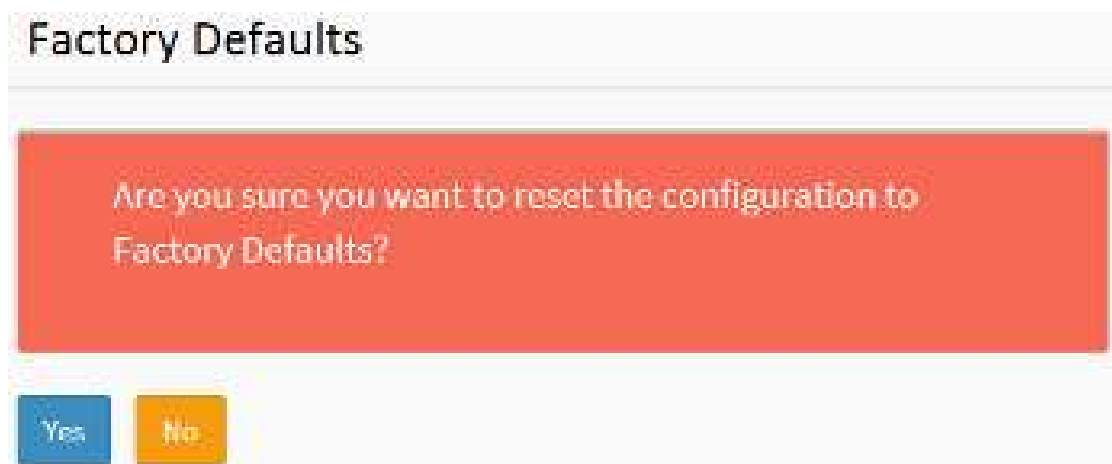 Factory Defaults
Are you sure you want to reset the configuration to
Factory Defaults?
Yes No